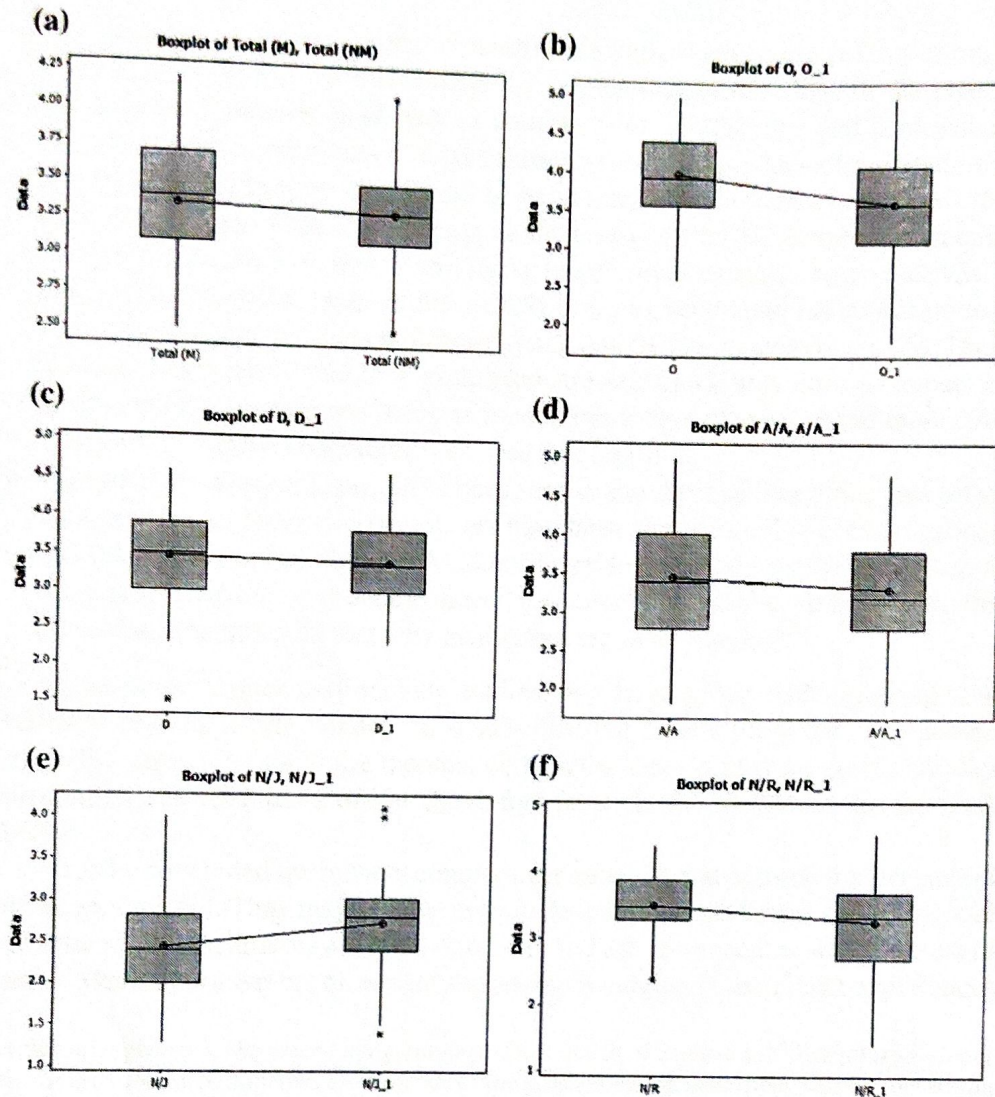 (a)
Boxplot of Total (M), Total (NM)
4.25
4.00
3.75
3.50
3.25
3.00
2.75
2.50
Data
Total (M)
Total (NM)
(b)
Boxplot of O, O_1
5.0
4.5
4.0
3.5
3.0
2.5
2.0
Data
O
O_1
(c)
Boxplot of D, D_1
5.0
4.5
4.0
3.5
3.0
2.5
2.0
1.5
Data
D
D_1
(d)
Boxplot of A/A, A/A_1
5.0
4.5
4.0
3.5
3.0
2.5
2.0
Data
A/A
A/A_1
(e)
Boxplot of N/J, N/J_1
4.0
3.5
3.0
2.5
2.0
1.5
1.0
Data
N/J
N/J_1
(f)
Boxplot of N/R, N/R_1
5
4
3
2
1
Data
N/R
N/R_1